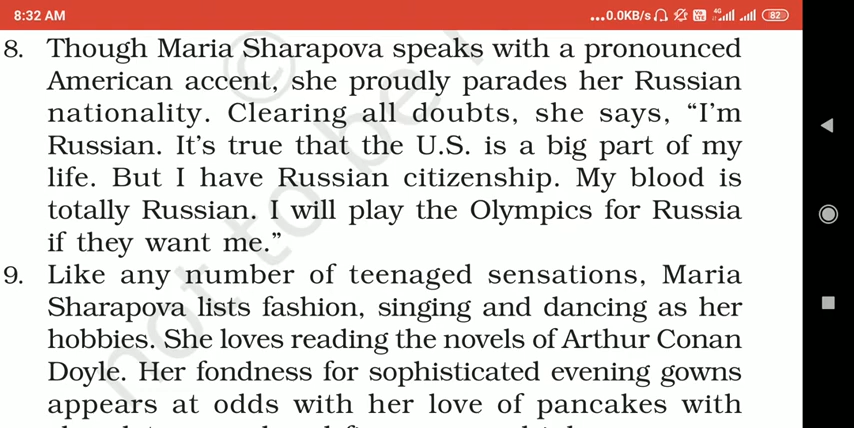 8:32 AM ...0.0KB/s 4G 82
8. Though Maria Sharapova speaks with a pronounced
American accent, she proudly parades her Russian
nationality. Clearing all doubts, she says, “I’m
Russian. It’s true that the U.S. is a big part of my
life. But I have Russian citizenship. My blood is
totally Russian. I will play the Olympics for Russia
if they want me.”
9. Like any number of teenaged sensations, Maria
Sharapova lists fashion, singing and dancing as her
hobbies. She loves reading the novels of Arthur Conan
Doyle. Her fondness for sophisticated evening gowns
appears at odds with her love of pancakes with